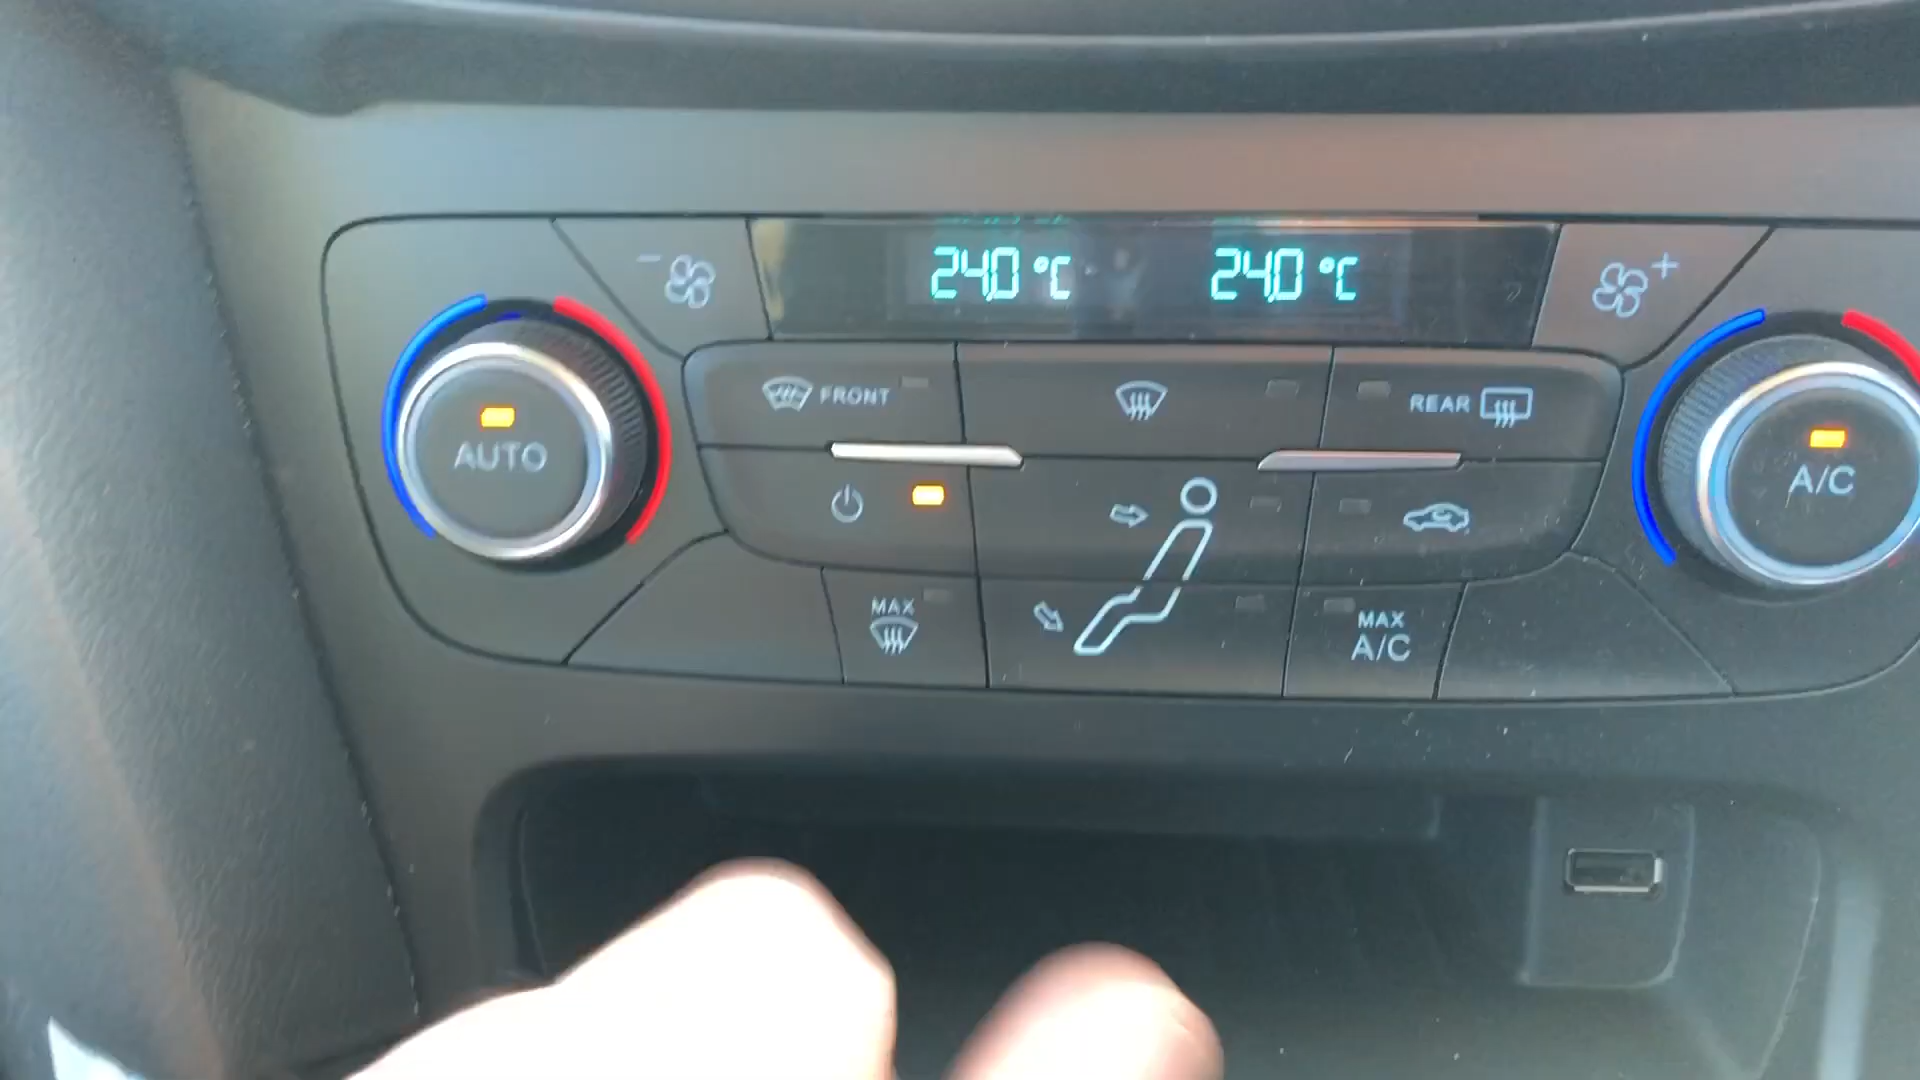 24.0 °C 24.0 °C
FRONT
REAR
AUTO
A/C
MAX
MAX
A/C